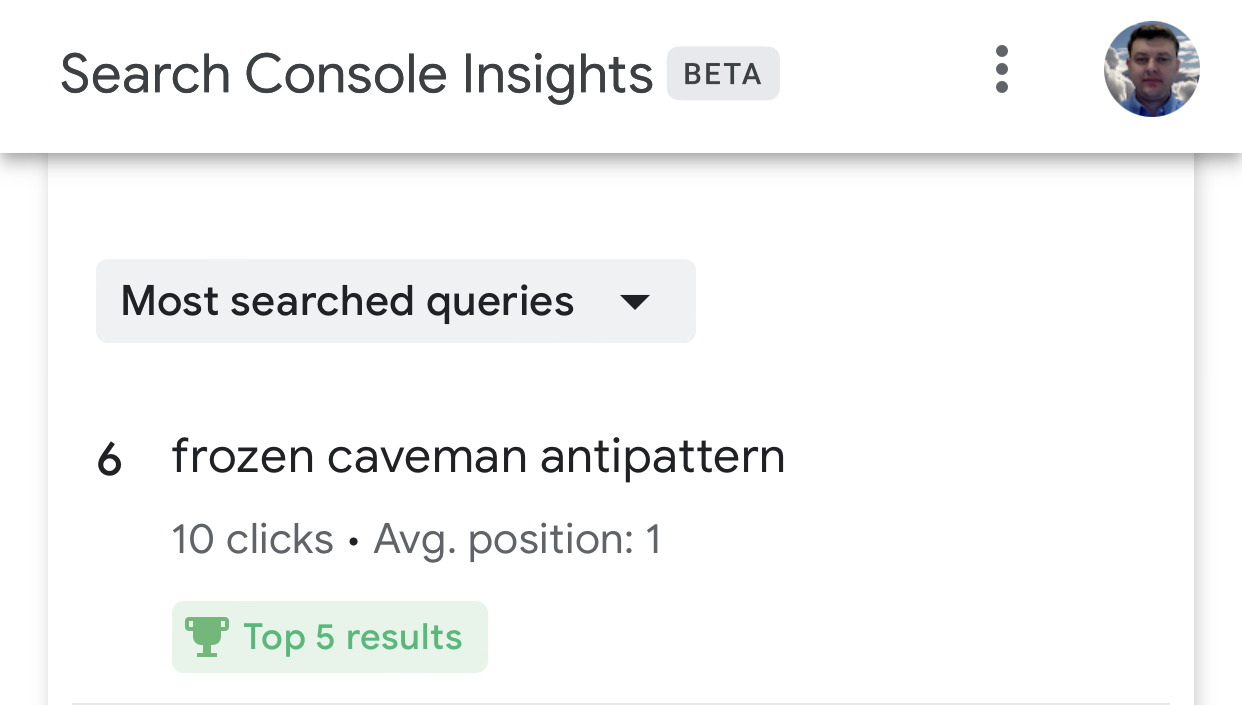 Search Console Insights BETA
Most searched queries
6 frozen caveman antipattern
10 clicks • Avg. position: 1
Top 5 results